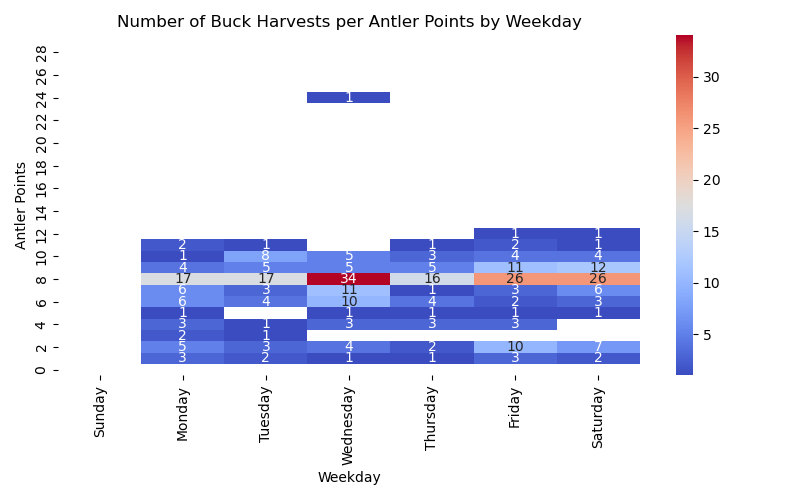 Number of Buck Harvests per Antler Points by Weekday
28
26
24 1
22
20
18
16
14
12 1 1
2 1 1 2 1
10 1 8 5 3 4 4
4 5 5 5 11 12
8 17 17 34 16 26 26
6 3 11 1 3 6
6 6 4 10 4 2 3
1 1 1 1 1
4 3 1 3 3 3
2 1
2 5 3 4 2 10 7
3 2 1 1 3 2
0
Antler Points
Sunday Monday Tuesday Wednesday Thursday Friday Saturday
Weekday
30
25
20
15
10
5